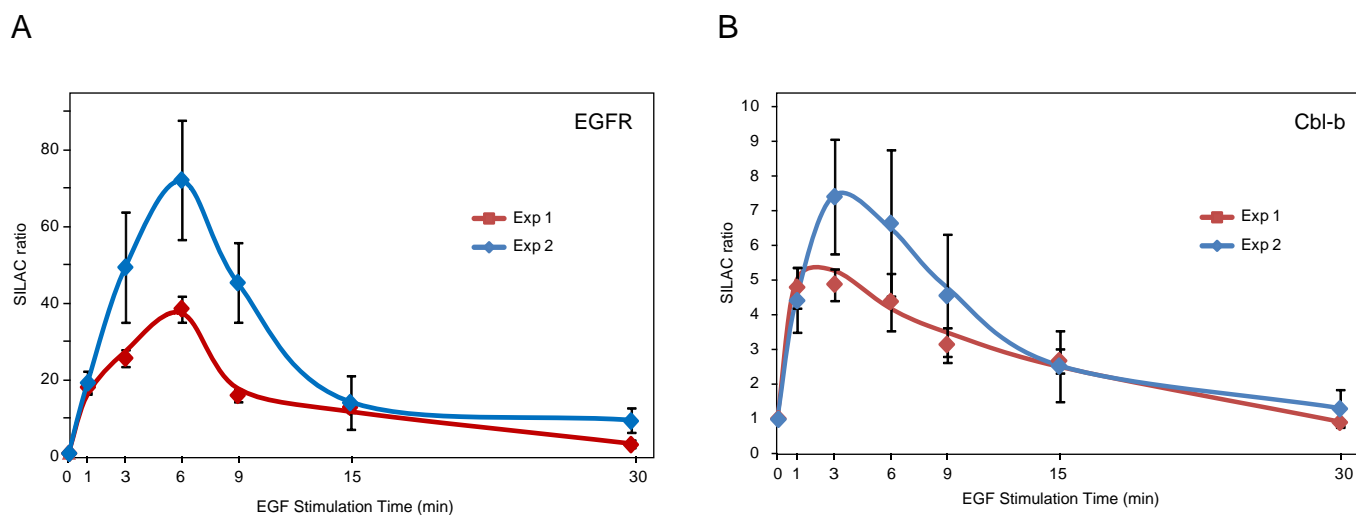 A
EGFR
80
60
40
20
0
SILAC ratio
Exp 1
Exp 2
0 1 3 6 9 15 30
EGF Stimulation Time (min)
B
Cbl-b
10
9
8
7
6
5
4
3
2
1
0
SILAC ratio
Exp 1
Exp 2
0 1 3 6 9 15 30
EGF Stimulation Time (min)